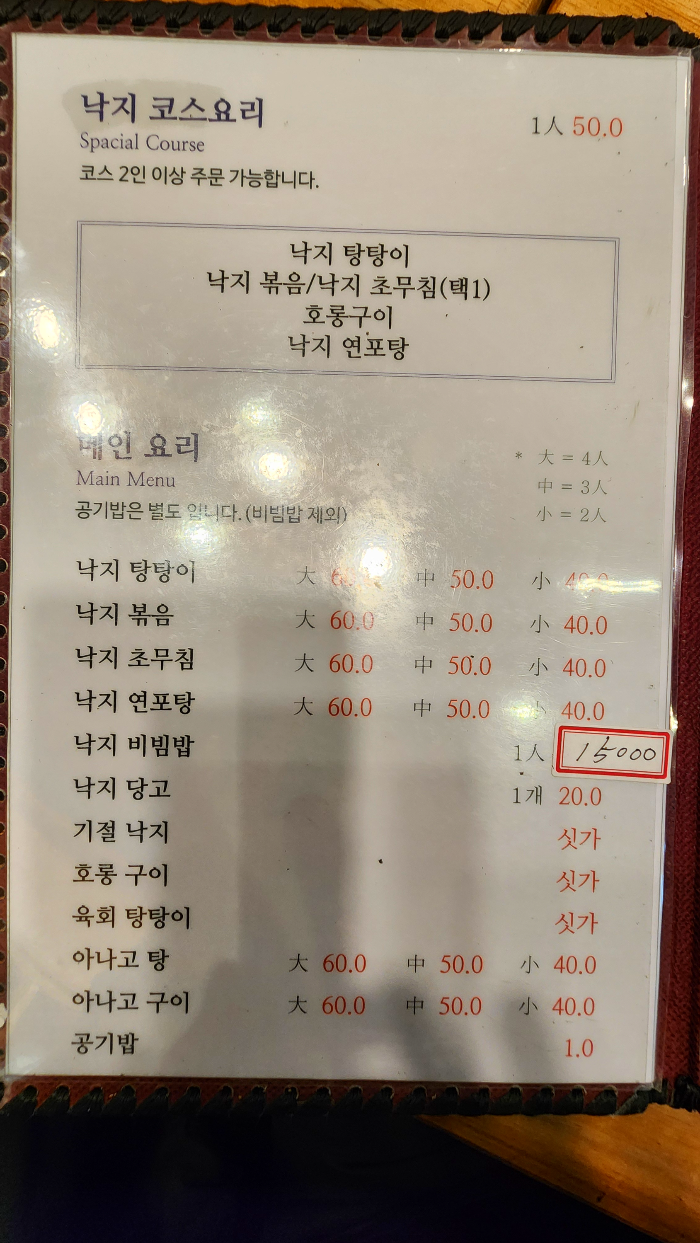 낙지 코스요리 1人 50.0
Spacial Course
코스 2인 이상 주문 가능합니다.
낙지 탕탕이
낙지 볶음/낙지 초무침(택1)
호롱구이
낙지 연포탕
메인 요리
* 大 = 4人
Main Menu
中 = 3人
공기밥은 별도 입니다.(비빔밥 제외)
小 = 2人
낙지 탕탕이 大 中 50.0 小 40.0
낙지 볶음 大 60.0 中 50.0 小 40.0
낙지 초무침 大 60.0 中 50.0 小 40.0
낙지 연포탕 大 60.0 中 50.0 小 40.0
낙지 비빔밥 1人 15000
낙지 당고 1개 20.0
기절 낙지 싯가
호롱 구이 싯가
육회 탕탕이 싯가
아나고 탕 大 60.0 中 50.0 小 40.0
아나고 구이 大 60.0 中 50.0 小 40.0
공기밥 1.0